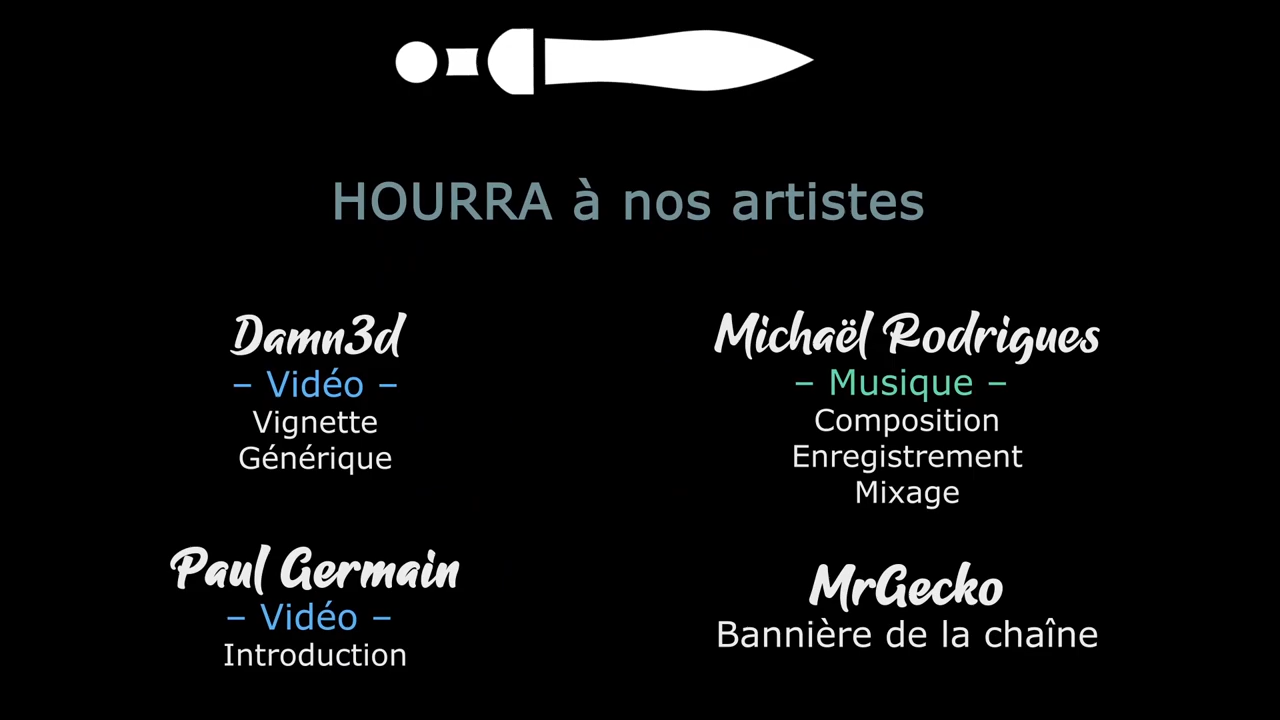 HOURRA à nos artistes
Damn3d
– Vidéo –
Vignette
Générique
Michaël Rodrigues
– Musique –
Composition
Enregistrement
Mixage
Paul Germain
– Vidéo –
Introduction
MrGecko
Bannière de la chaîne